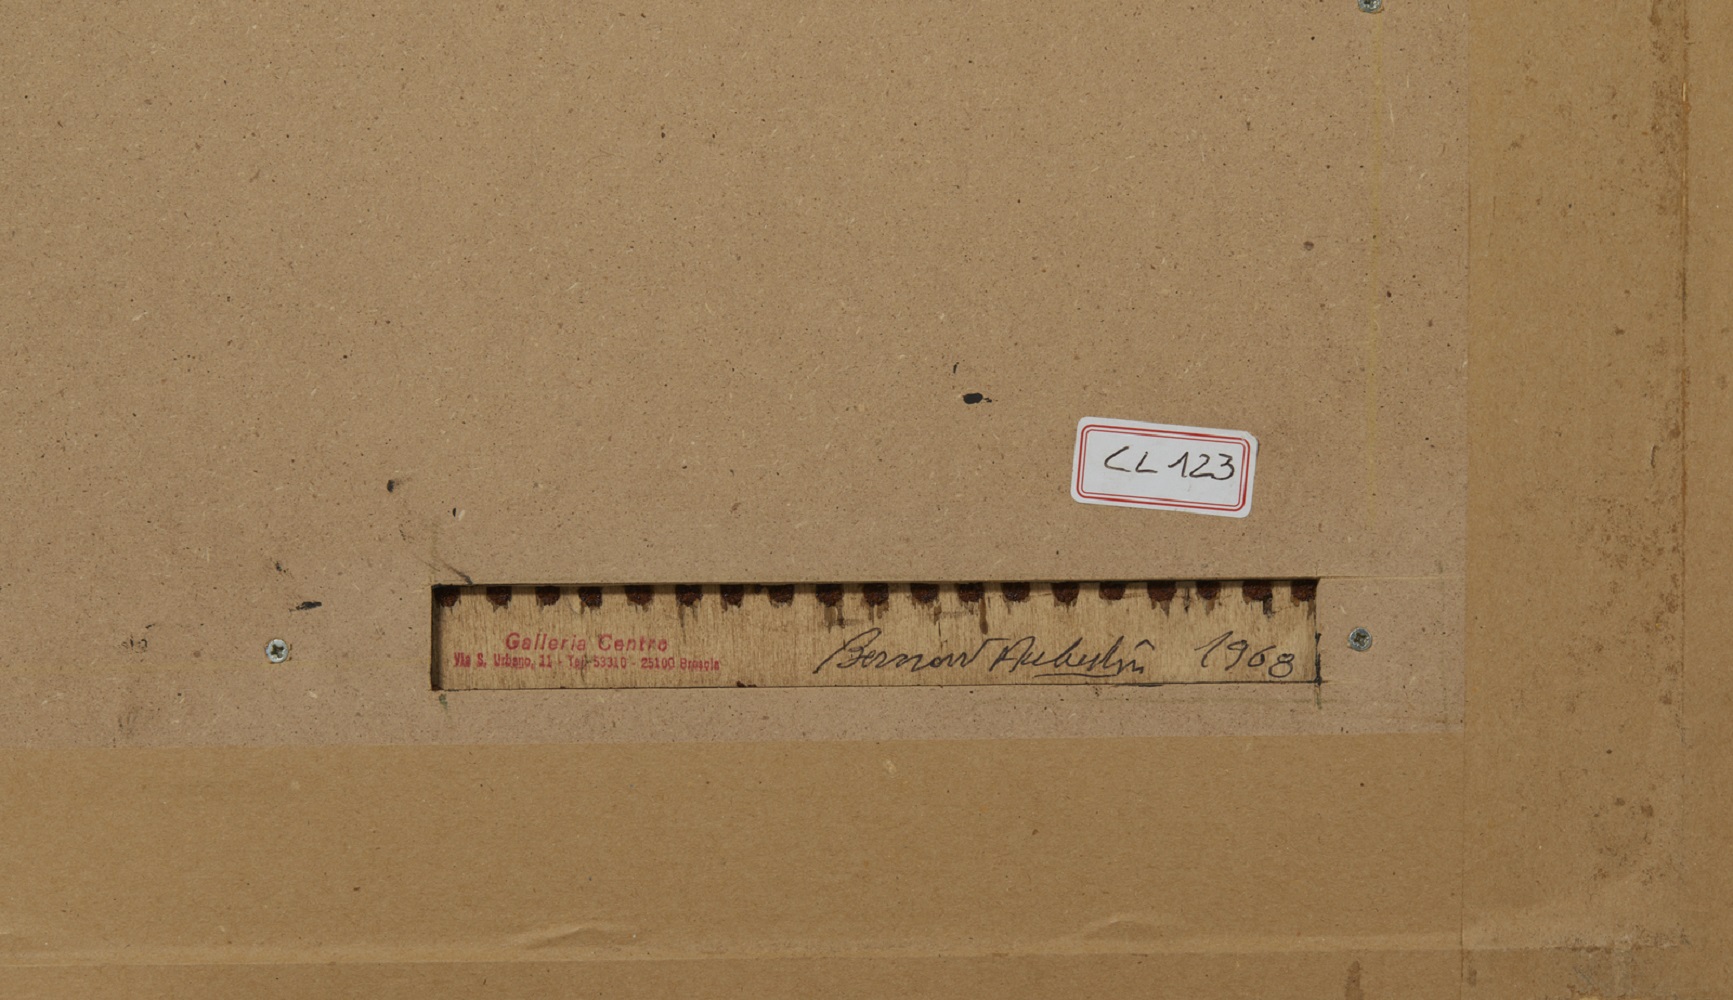 CL 123
Galleria Centro
Via S. Urbano, 11 - Tel. 53310 - 25100 Brescia
Bernard Aubertin 1968